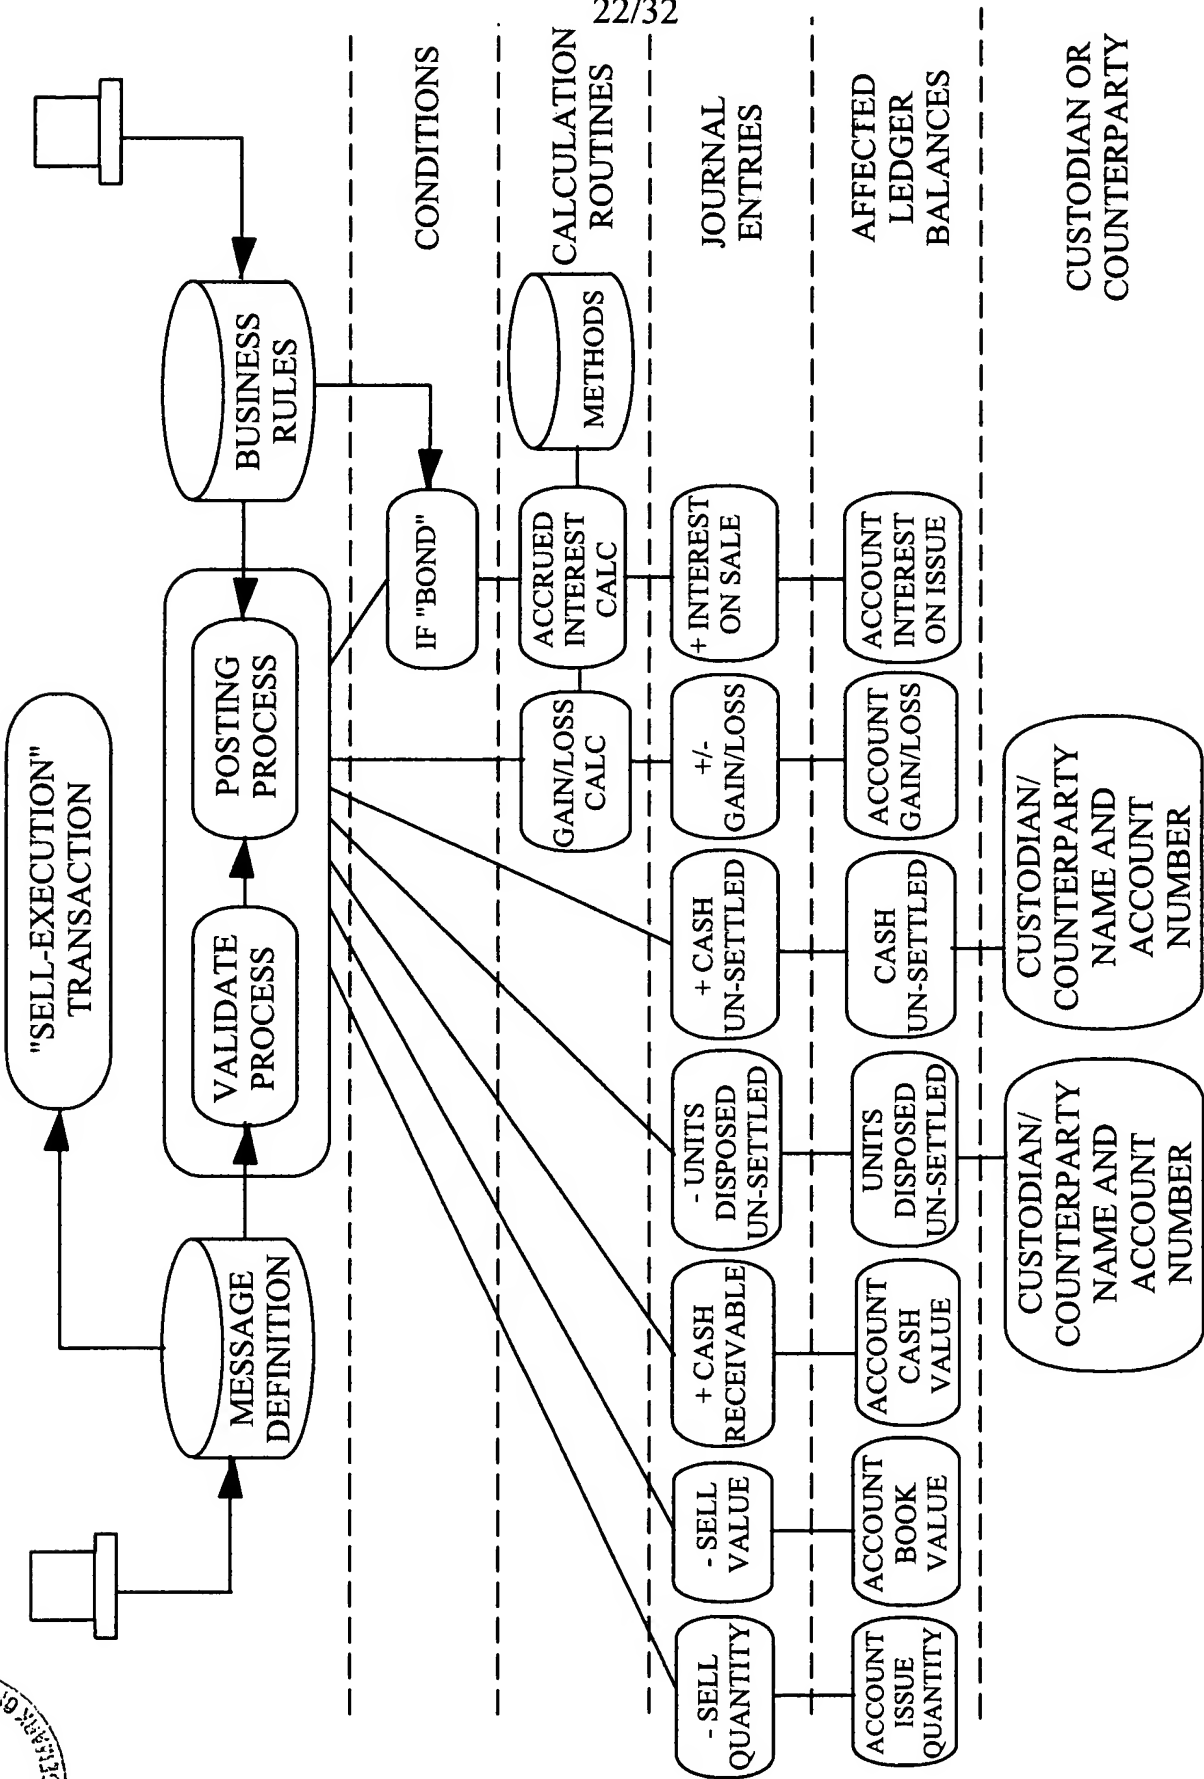 22/32
"SELL-EXECUTION"
TRANSACTION
MESSAGE
DEFINITION
VALIDATE
PROCESS
POSTING
PROCESS
BUSINESS
RULES
IF "BOND"
CONDITIONS
GAIN/LOSS
CALC
ACCRUED
INTEREST
CALC
METHODS
CALCULATION
ROUTINES
- SELL
QUANTITY
- SELL
VALUE
+ CASH
RECEIVABLE
- UNITS
DISPOSED
UN-SETTLED
+ CASH
UN-SETTLED
+/-
GAIN/LOSS
+ INTEREST
ON SALE
JOURNAL
ENTRIES
ACCOUNT
ISSUE
QUANTITY
ACCOUNT
BOOK
VALUE
ACCOUNT
CASH
VALUE
UNITS
DISPOSED
UN-SETTLED
CASH
UN-SETTLED
ACCOUNT
GAIN/LOSS
ACCOUNT
INTEREST
ON ISSUE
AFFECTED
LEDGER
BALANCES
CUSTODIAN/
COUNTERPARTY
NAME AND
ACCOUNT
NUMBER
CUSTODIAN/
COUNTERPARTY
NAME AND
ACCOUNT
NUMBER
CUSTODIAN OR
COUNTERPARTY